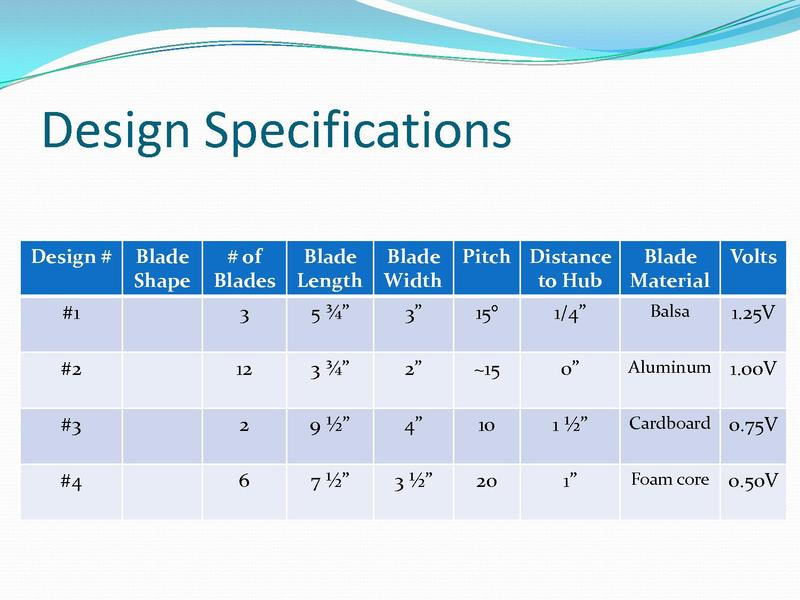 Design Specifications
Design # Blade Shape # of Blades Blade Length Blade Width Pitch Distance to Hub Blade Material Volts
#1 3 5 ¾” 3” 15° 1/4” Balsa 1.25V
#2 12 3 ¾” 2” ~15 0” Aluminum 1.00V
#3 2 9 ½” 4” 10 1 ½” Cardboard 0.75V
#4 6 7 ½” 3 ½” 20 1” Foam core 0.50V